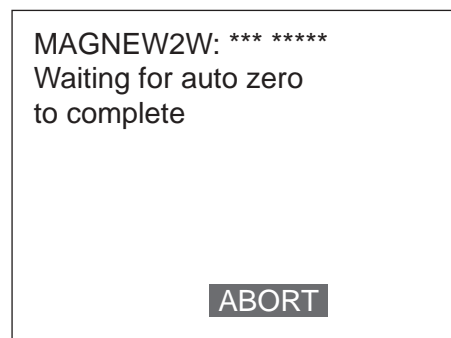 MAGNEW2W: *** *****
Waiting for auto zero
to complete
ABORT